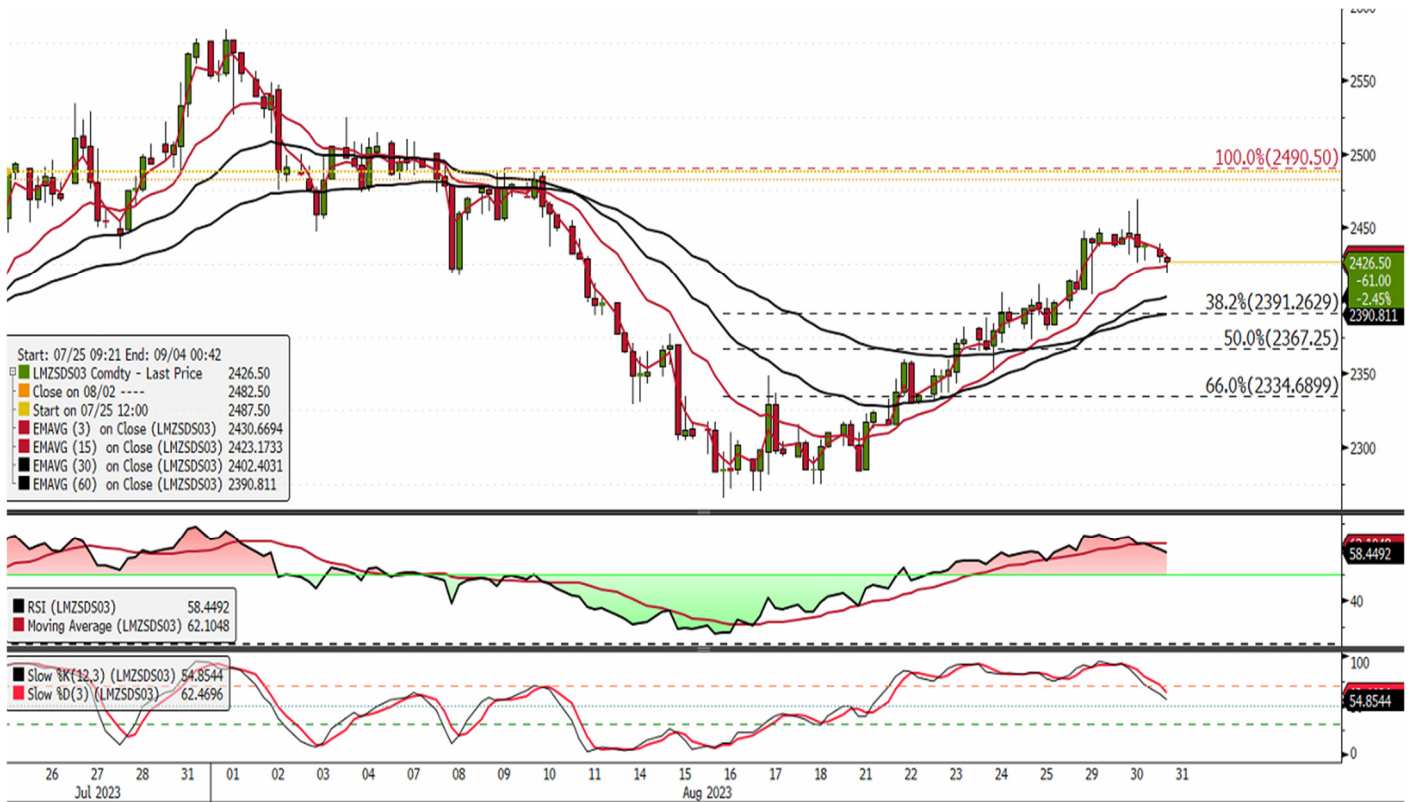 2550
100.0%(2490.50)
2500
2450
2426.50
-61.00
-2.45%
38.2%(2391.2629)
2390.811
50.0%(2367.25)
2350
66.0%(2334.6899)
2300
Start: 07/25 09:21 End: 09/04 00:42
LMZSDS03 Comdty - Last Price 2426.50
Close on 08/02 ---- 2482.50
Start on 07/25 12:00 2487.50
EMAVG (3) on Close (LMZSDS03) 2430.6694
EMAVG (15) on Close (LMZSDS03) 2423.1733
EMAVG (30) on Close (LMZSDS03) 2402.4031
EMAVG (60) on Close (LMZSDS03) 2390.811
58.4492
RSI (LMZSDS03) 58.4492
Moving Average (LMZSDS03) 62.1048
40
Slow %K(12,3) (LMZSDS03) 54.8544
Slow %D(3) (LMZSDS03) 62.4696
100
54.8544
0
26 27 28 31 01 02 03 04 07 08 09 10 11 14 15 16 17 18 21 22 23 24 25 29 30 31
Jul 2023 Aug 2023